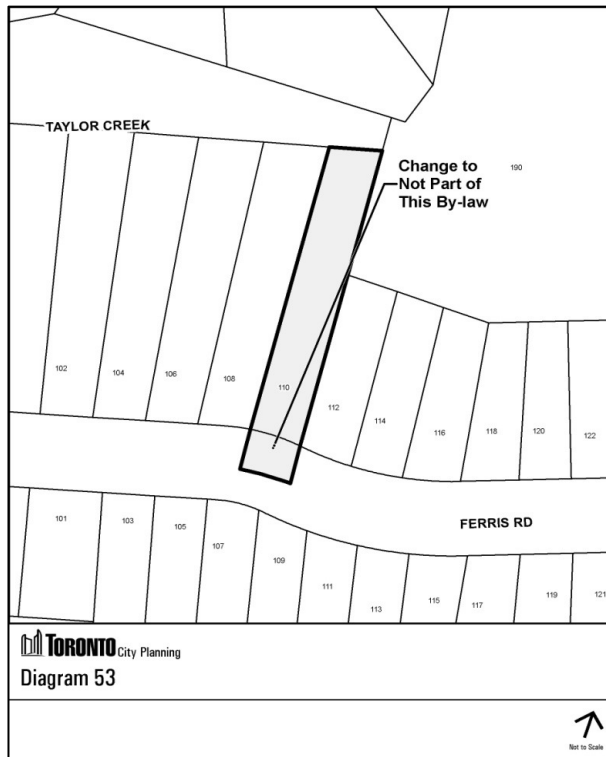 TAYLOR CREEK
Change to
Not Part of
This By-law
190
102
104
106
108
110
112
114
116
118
120
122
101
103
105
107
109
111
113
115
117
119
121
FERRIS RD
TORONTO City Planning
Diagram 53
Not to Scale